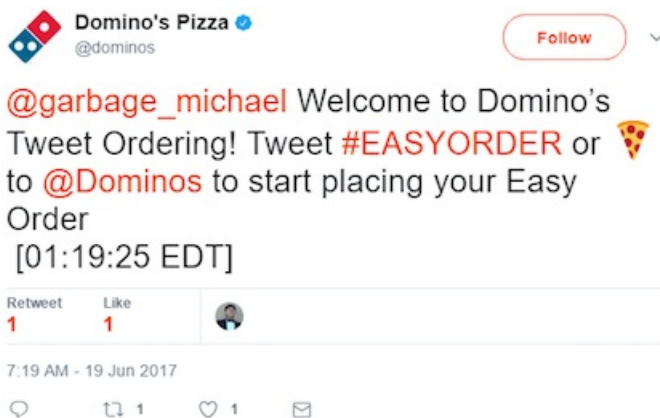 Domino's Pizza
@dominos
Follow
@garbage_michael Welcome to Domino’s
Tweet Ordering! Tweet #EASYORDER or 🍕
to @Dominos to start placing your Easy
Order
[01:19:25 EDT]
Retweet Like
1 1
7:19 AM - 19 Jun 2017
1 1